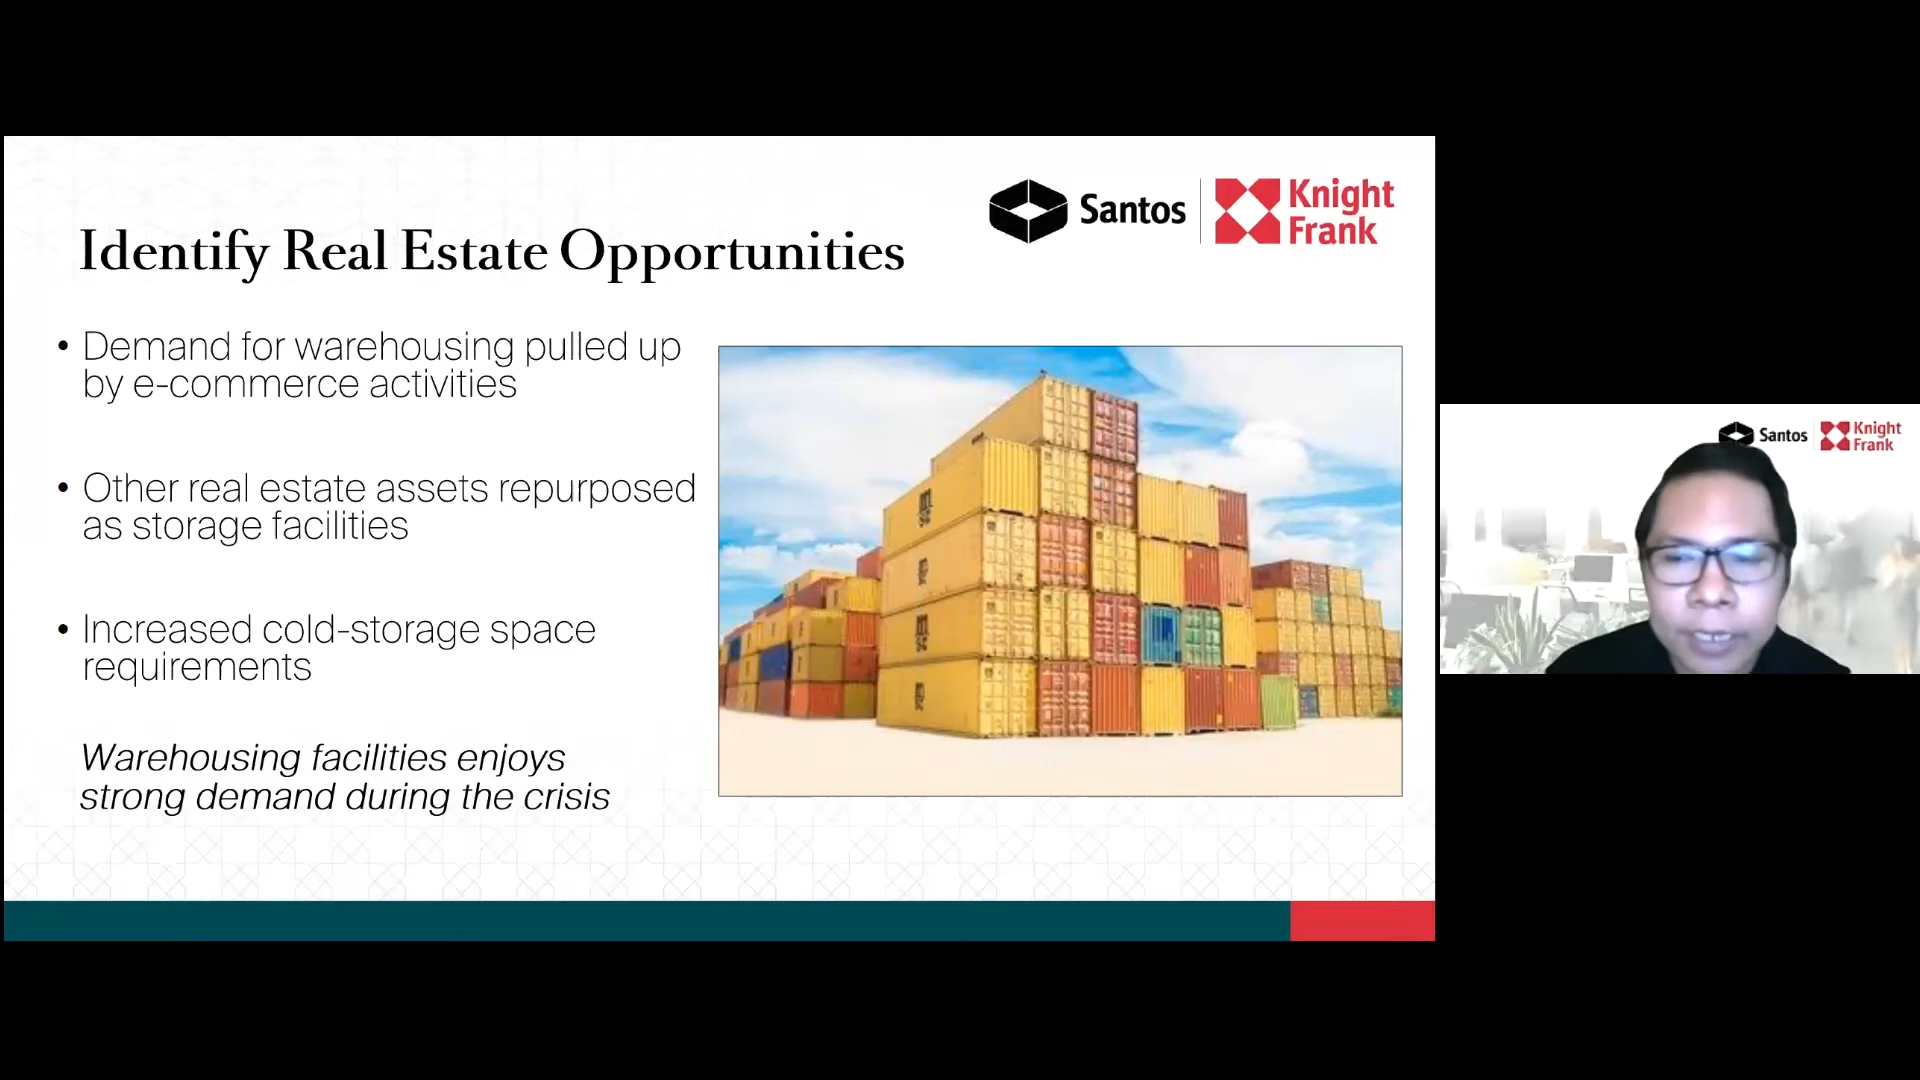 Santos
Knight
Frank
Identify Real Estate Opportunities
• Demand for warehousing pulled up
by e-commerce activities
• Other real estate assets repurposed
as storage facilities
• Increased cold-storage space
requirements
Warehousing facilities enjoys
strong demand during the crisis
Santos
Knight
Frank